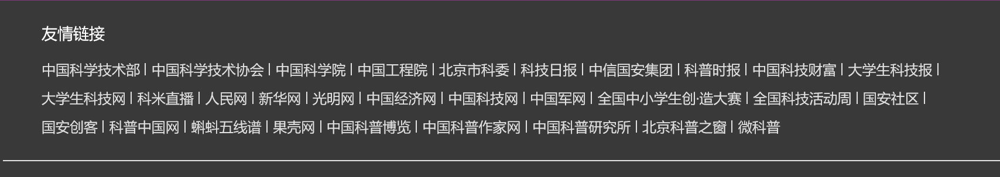 友情链接
中国科学技术部 | 中国科学技术协会 | 中国科学院 | 中国工程院 | 北京市科委 | 科技日报 | 中信国安集团 | 科普时报 | 中国科技财富 | 大学生科技报 |
大学生科技网 | 科米直播 | 人民网 | 新华网 | 光明网 | 中国经济网 | 中国科技网 | 中国军网 | 全国中小学生创·造大赛 | 全国科技活动周 | 国安社区 |
国安创客 | 科普中国网 | 蝌蚪五线谱 | 果壳网 | 中国科普博览 | 中国科普作家网 | 中国科普研究所 | 北京科普之窗 | 微科普